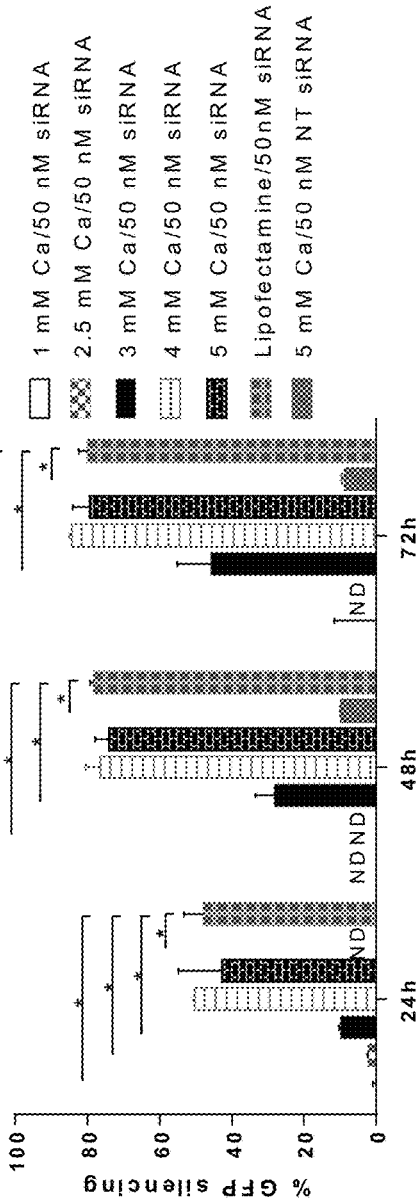 1 mM Ca/50 nM siRNA
2.5 mM Ca/50 nM siRNA
3 mM Ca/50 nM siRNA
4 mM Ca/50 nM siRNA
5 mM Ca/50 nM siRNA
Lipofectamine/50nM siRNA
5 mM Ca/50 nM NT siRNA
% GFP silencing
100
80
60
40
20
0
* * * *
* * *
* *
ND
NDND
ND
24h
48h
72h